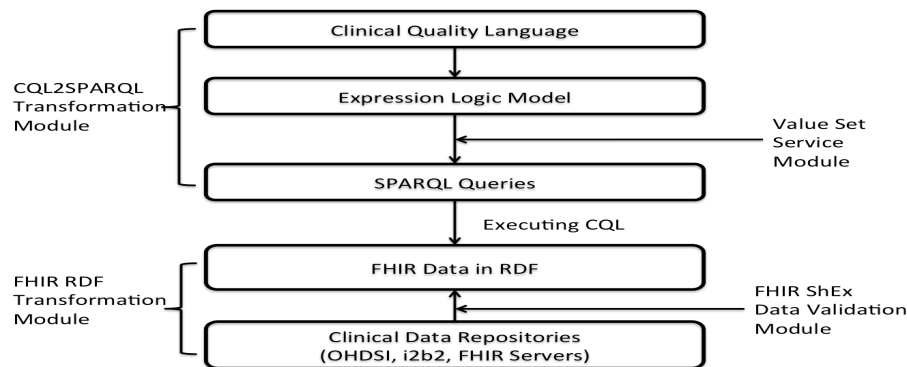 Clinical Quality Language
CQL2SPARQL
Transformation
Module
Expression Logic Model
Value Set
Service
Module
SPARQL Queries
Executing CQL
FHIR Data in RDF
FHIR RDF
Transformation
Module
FHIR ShEx
Data Validation
Module
Clinical Data Repositories
(OHDSI, i2b2, FHIR Servers)